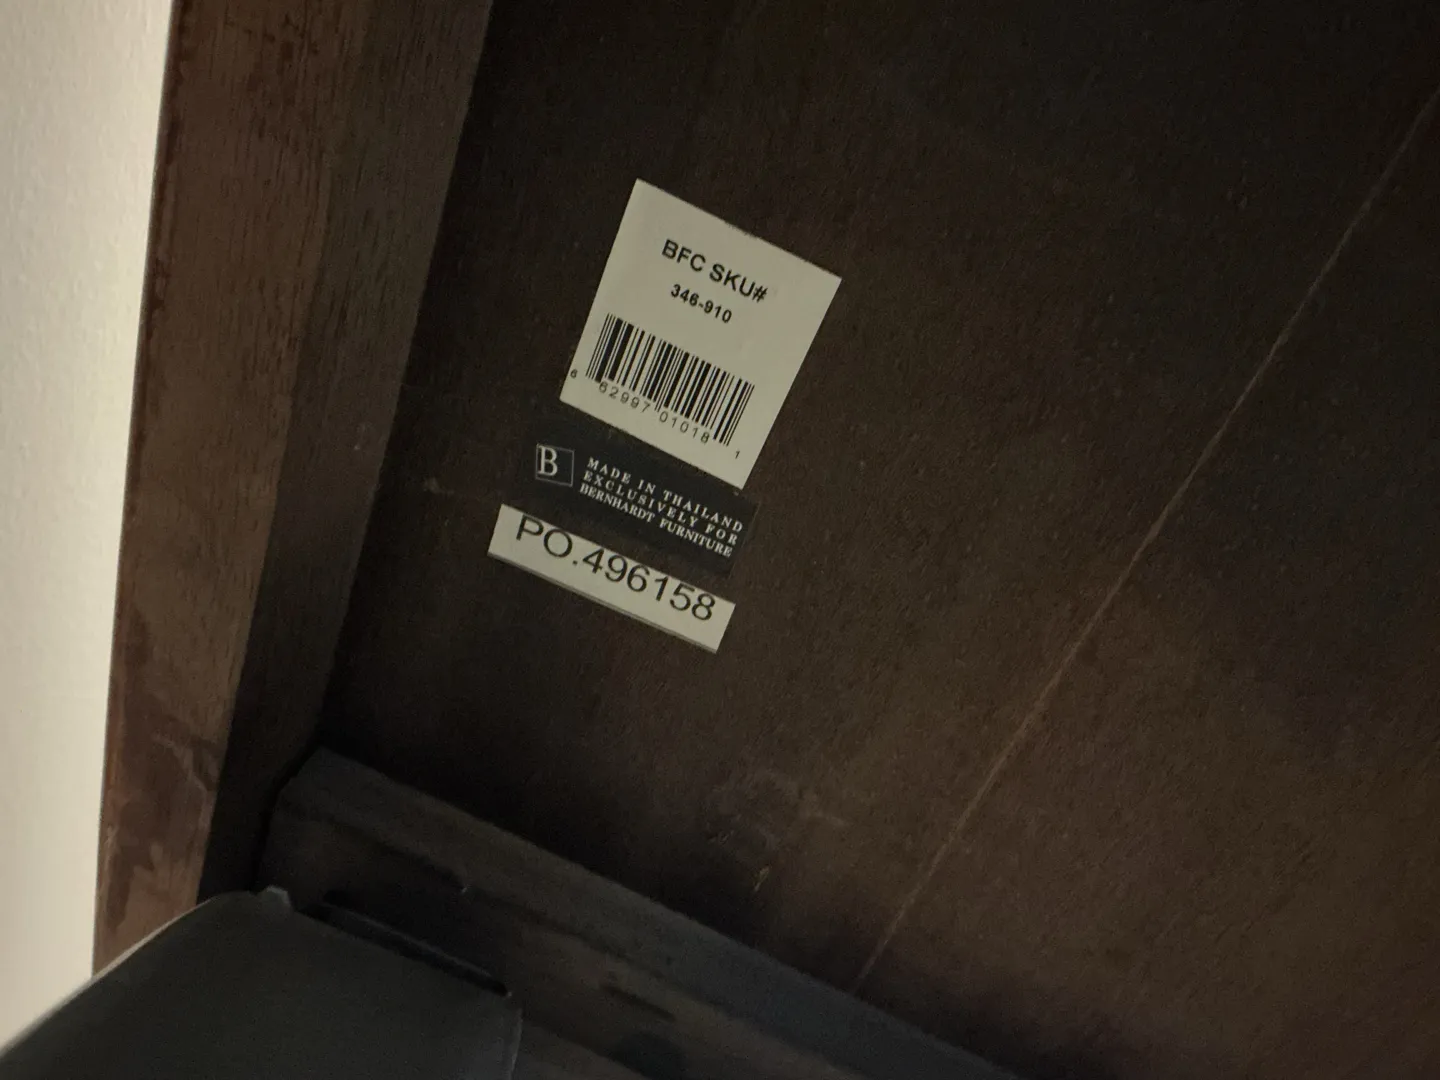 BFC SKU#
346-910
6 62997 01018 1
B
MADE IN THAILAND
EXCLUSIVELY FOR
BERNHARDT FURNITURE
PO.496158